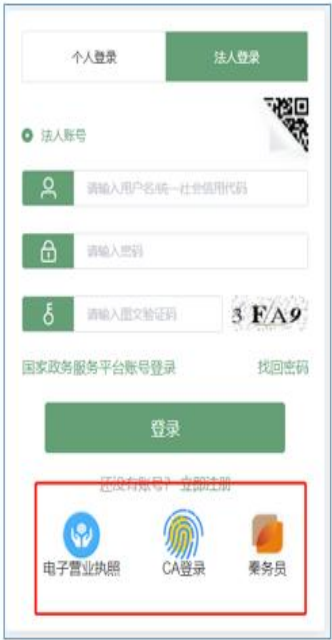 个人登录 法人登录
法人账号
请输入用户名/统一社会信用代码
请输入密码
请输入图文验证码 3 F A 9
国家政务服务平台账号登录 找回密码
登录
还没有账号? 立即注册
电子营业执照 CA登录 秦务员